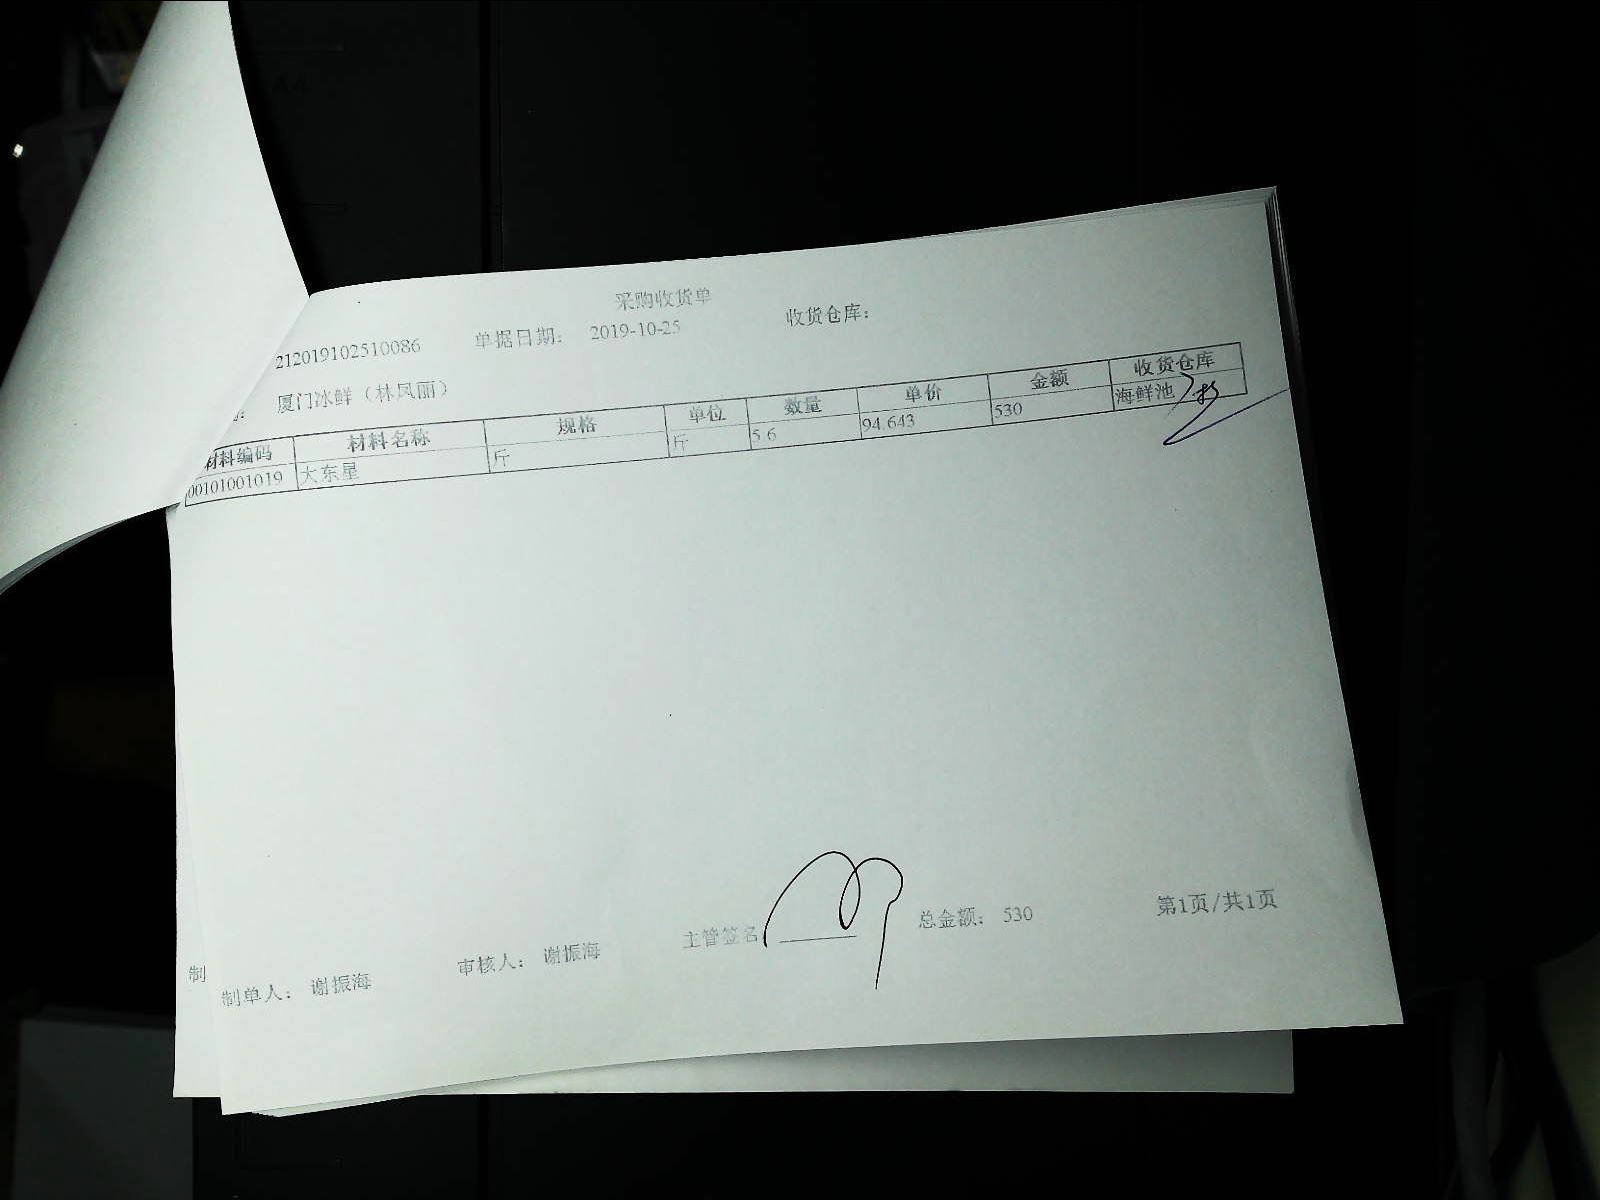 采购收货单
212019102510086 单据日期: 2019-10-25 收货仓库:
: 厦门冰鲜（林凤丽）
材料编码 材料名称 规格 单位 数量 单价 金额 收货仓库
00101001019 大东星 斤 斤 5.6 94.643 530 海鲜池
制
制单人: 谢振海 审核人: 谢振海 主管签名 总金额: 530 第1页/共1页